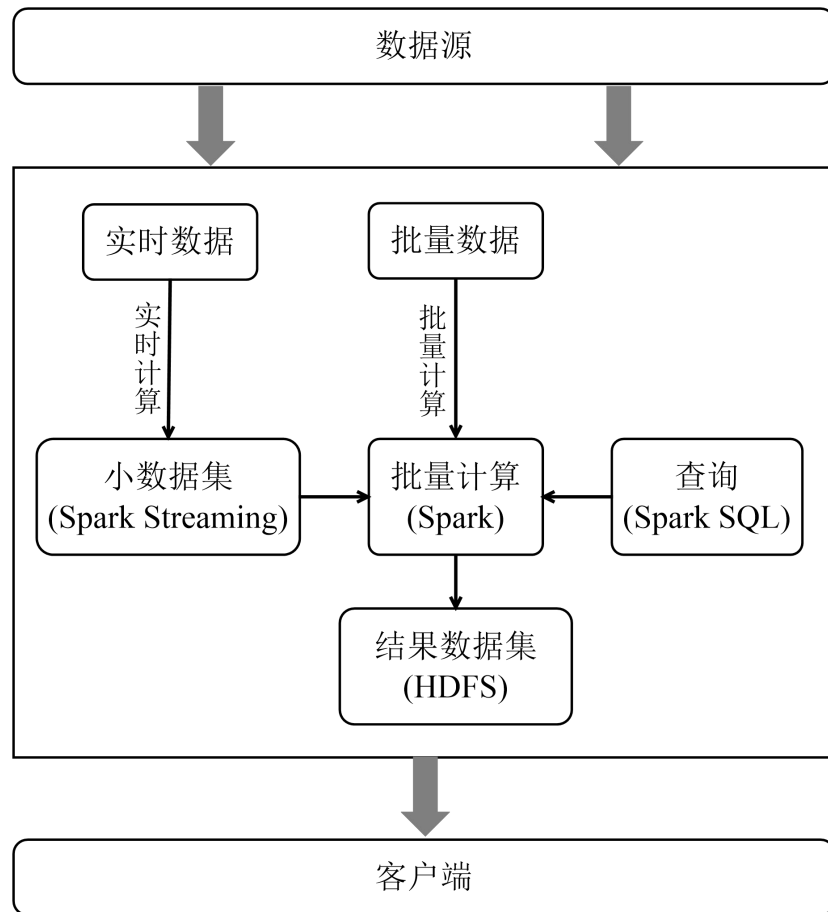 数据源
实时数据
批量数据
实时计算
批量计算
小数据集
(Spark Streaming)
批量计算
(Spark)
查询
(Spark SQL)
结果数据集
(HDFS)
客户端